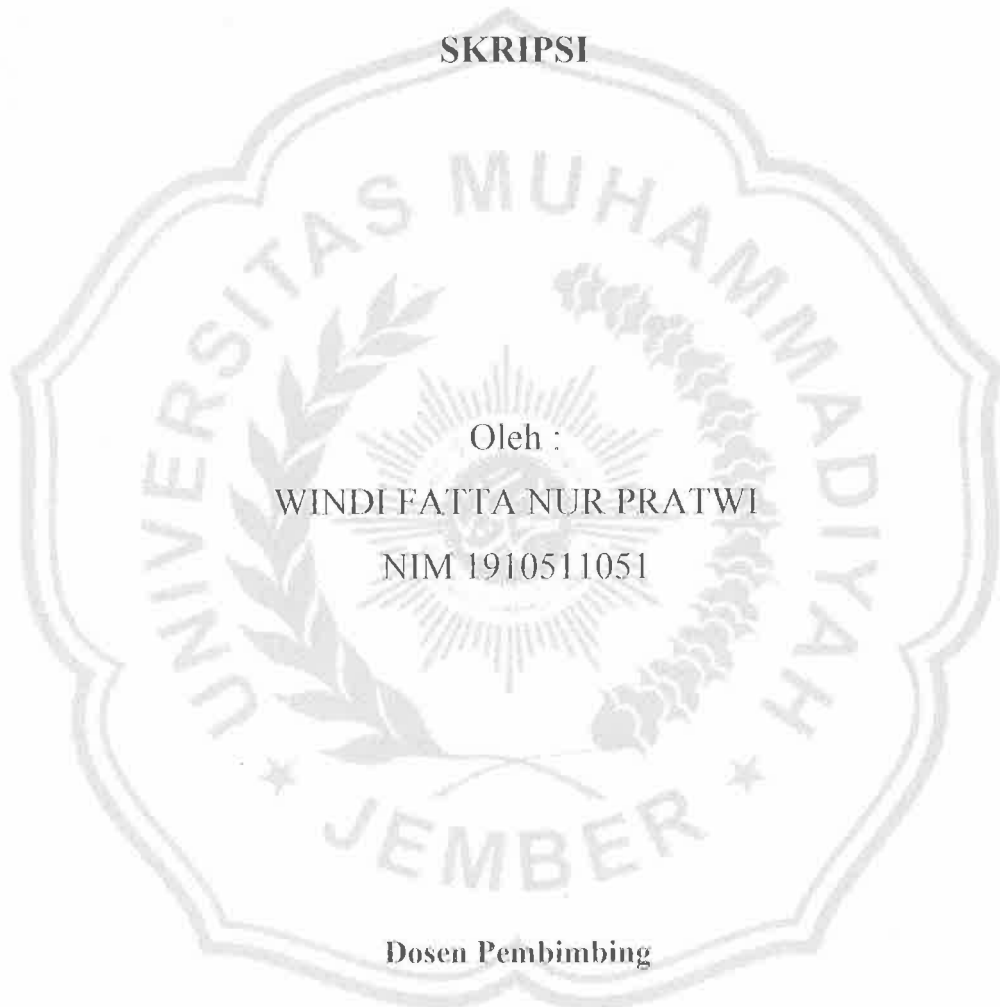 SKRIPSI
UNIVERSITAS MUHAMMADIYAH
JEMBER
Oleh :
WINDI FATTA NUR PRATWI
NIM 1910511051
Dosen Pembimbing